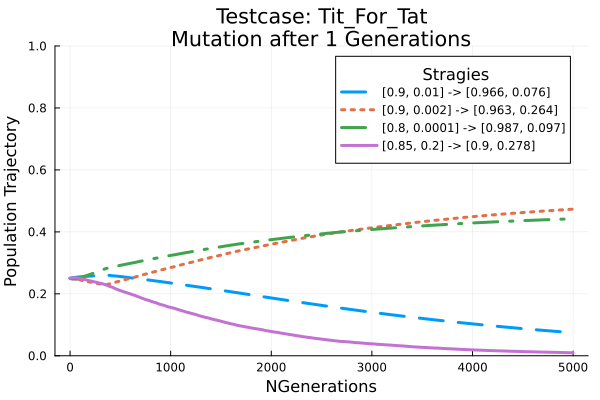 Testcase: Tit_For_Tat
Mutation after 1 Generations
Stragies
[0.9, 0.01] -> [0.966, 0.076]
[0.9, 0.002] -> [0.963, 0.264]
[0.8, 0.0001] -> [0.987, 0.097]
[0.85, 0.2] -> [0.9, 0.278]
Population Trajectory
1.0
0.8
0.6
0.4
0.2
0.0
0 1000 2000 3000 4000 5000
NGenerations